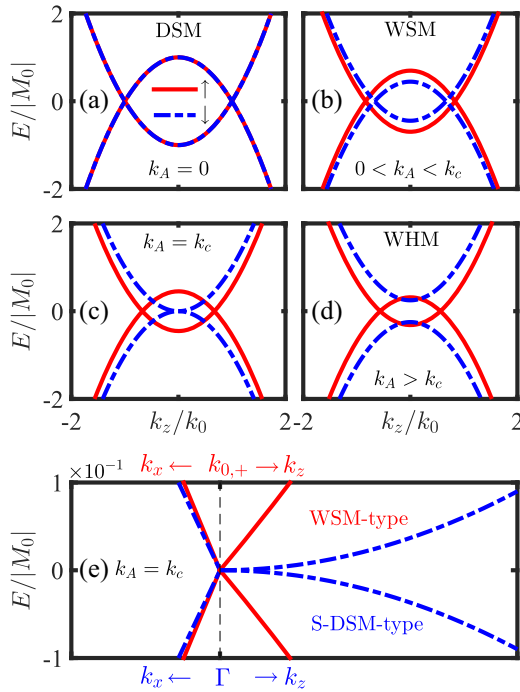 2
DSM
WSM
E/|M₀|
0
(a)
↑
↓
(b)
k_A = 0
0 < k_A < k_c
-2
2
k_A = k_c
WHM
E/|M₀|
0
(c)
(d)
k_A > k_c
-2
-2
k_z/k_0
2
-2
k_z/k_0
2
×10⁻¹
k_x ← k_{0,+} → k_z
1
WSM-type
E/|M₀|
0
(e)
k_A = k_c
S-DSM-type
-1
k_x ← Γ → k_z